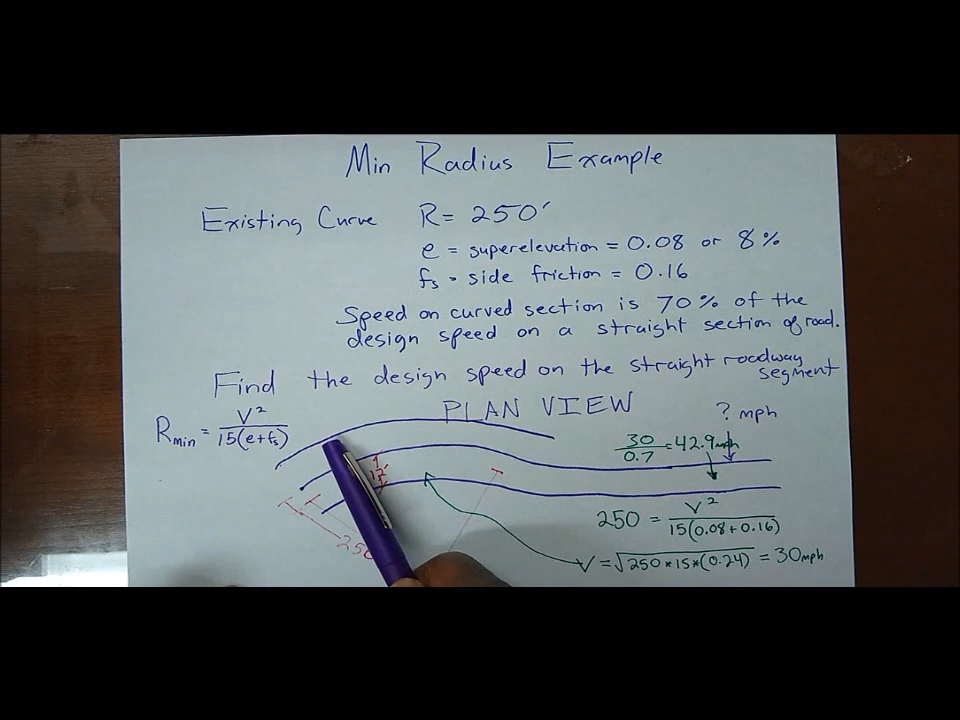 Min Radius Example
Existing Curve R = 250'
e = superelevation = 0.08 or 8%
fs = side friction = 0.16
Speed on curved section is 70% of the
design speed on a straight section of road.
Find the design speed on the straight roadway
segment
PLAN VIEW
? mph
Rmin = V² / 15(e+fs)
30 / 0.7 = 42.9mph
12'
250 = V² / 15(0.08+0.16)
V = √250*15*(0.24) = 30mph